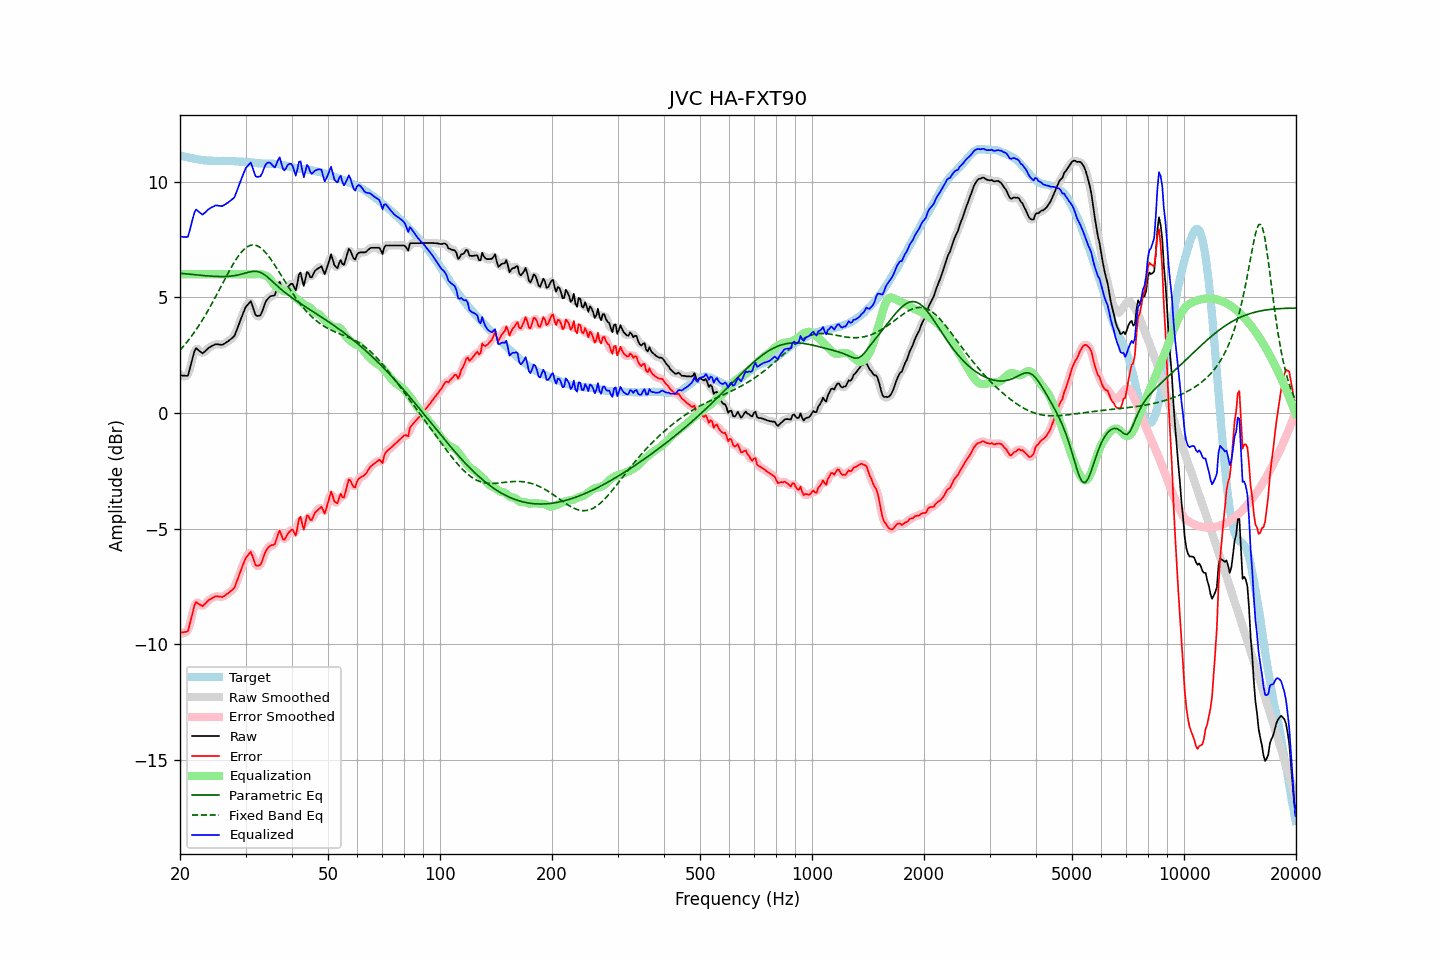 JVC HA-FXT90
10
5
0
−5
−10
−15
Amplitude (dBr)
Target
Raw Smoothed
Error Smoothed
Raw
Error
Equalization
Parametric Eq
Fixed Band Eq
Equalized
20 50 100 200 500 1000 2000 5000 10000 20000
Frequency (Hz)